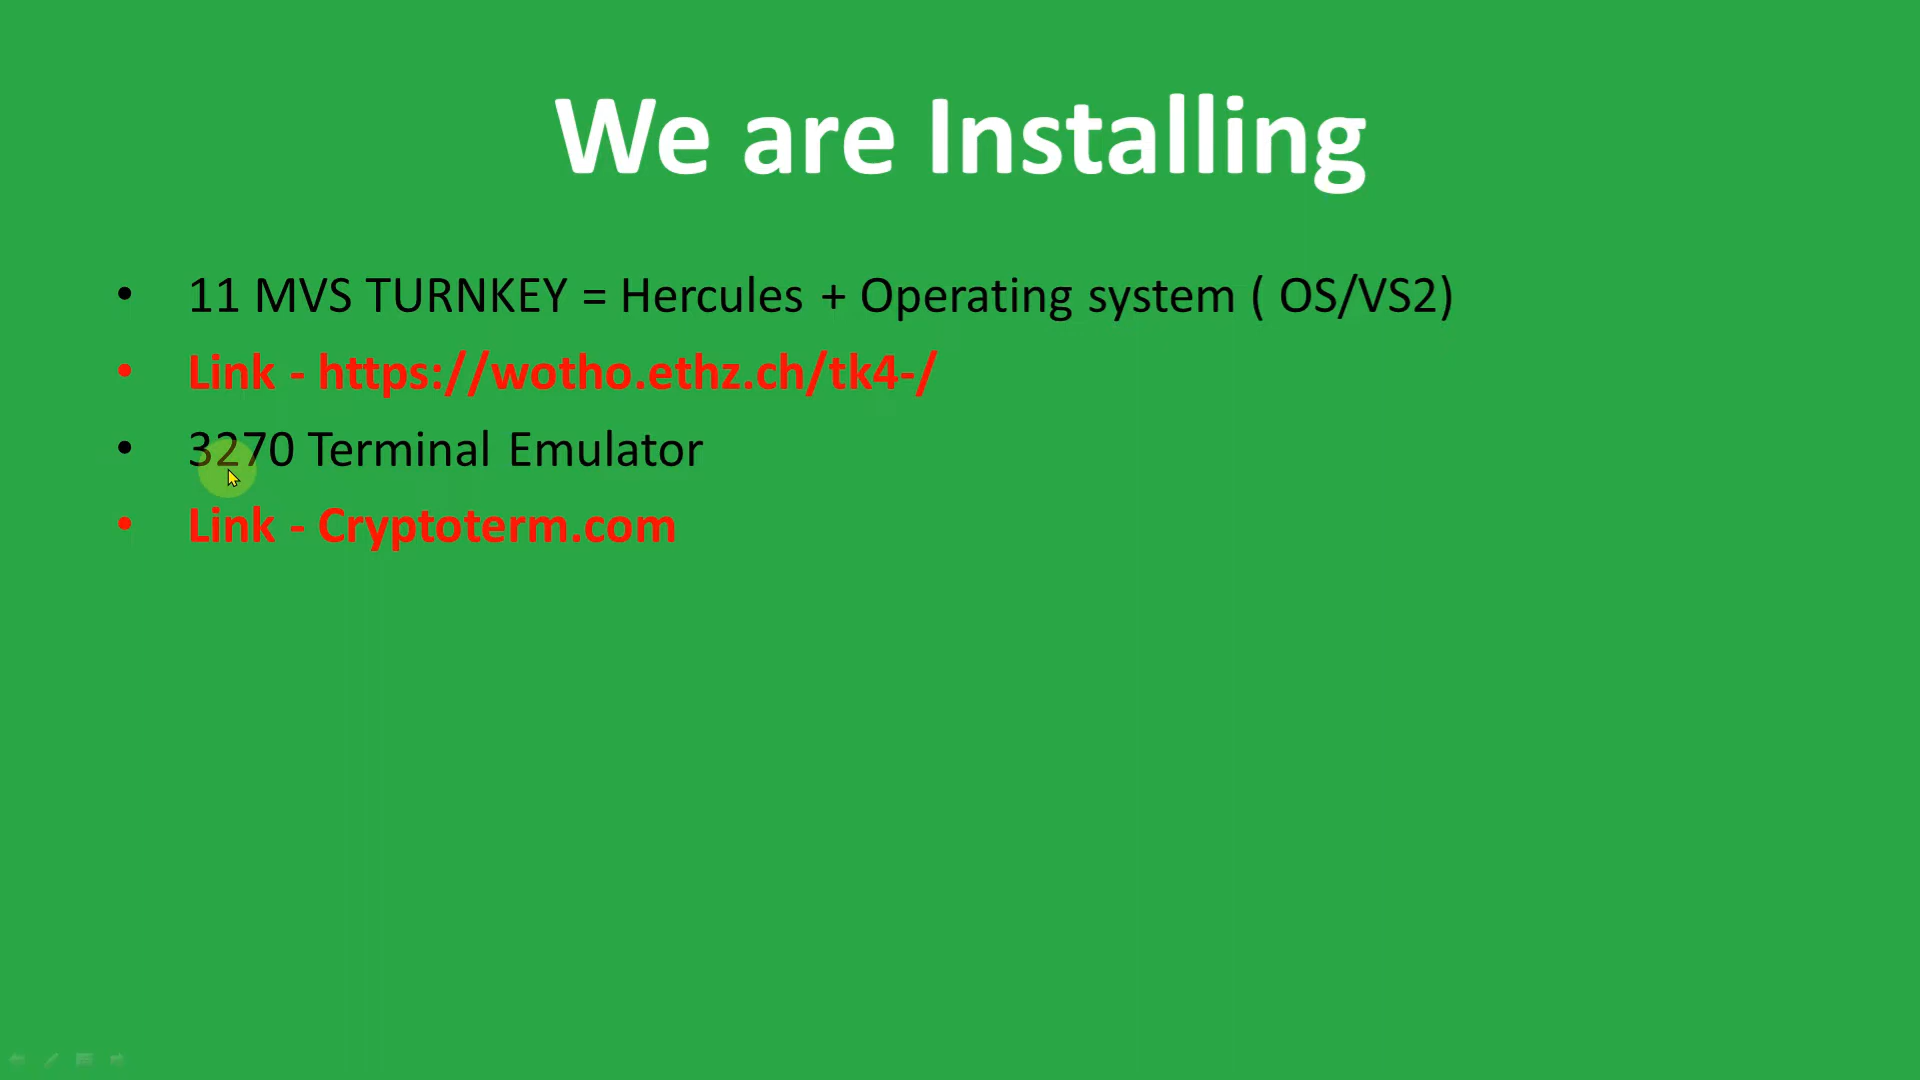 We are Installing
• 11 MVS TURNKEY = Hercules + Operating system ( OS/VS2)
• Link - https://wotho.ethz.ch/tk4-/
• 3270 Terminal Emulator
• Link - Cryptoterm.com